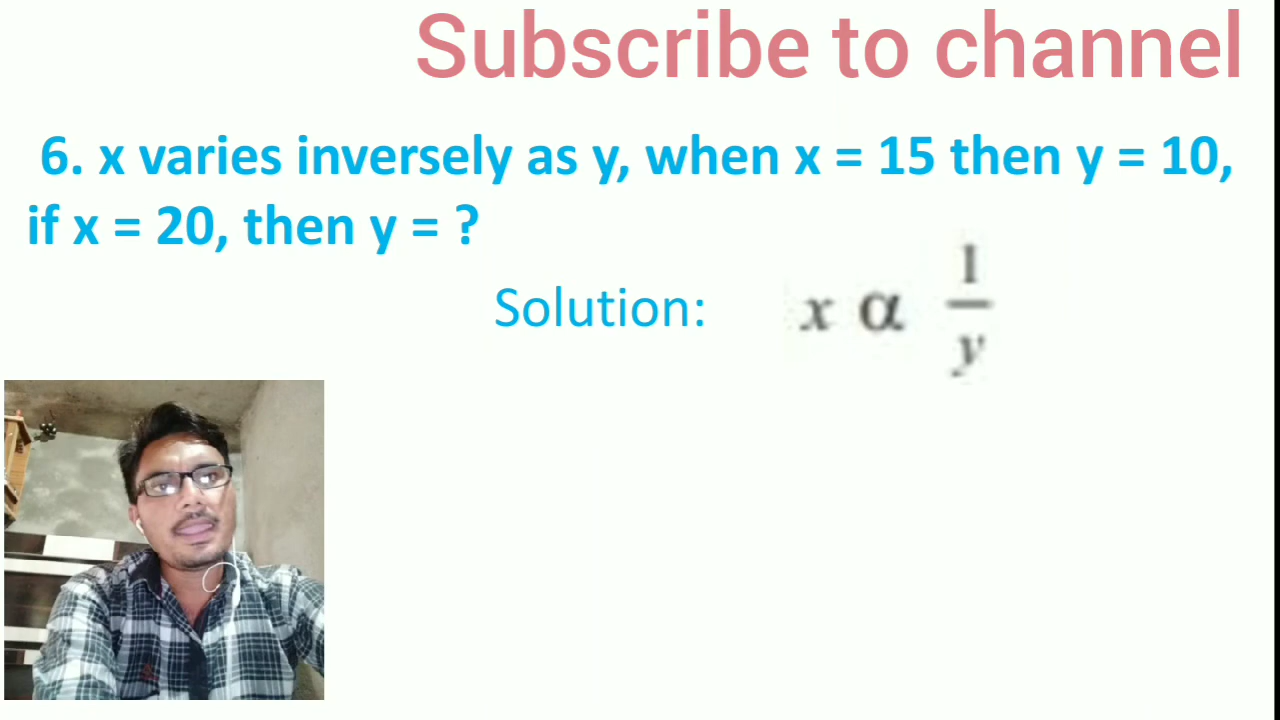 Subscribe to channel
6. x varies inversely as y, when x = 15 then y = 10,
if x = 20, then y = ?
Solution: x α 1/y